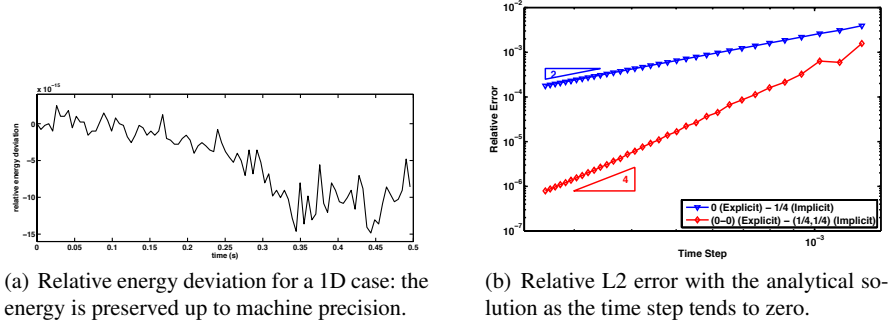 x 10⁻¹⁵
0
−5
−10
−15
relative energy deviation
0 0.05 0.1 0.15 0.2 0.25 0.3 0.35 0.4 0.45 0.5
time (s)
(a) Relative energy deviation for a 1D case: the
energy is preserved up to machine precision.
10⁻²
10⁻³
10⁻⁴
10⁻⁵
10⁻⁶
10⁻⁷
Relative Error
2
4
0 (Explicit) − 1/4 (Implicit)
(0−0) (Explicit) − (1/4,1/4) (Implicit)
10⁻³
Time Step
(b) Relative L2 error with the analytical so-
lution as the time step tends to zero.